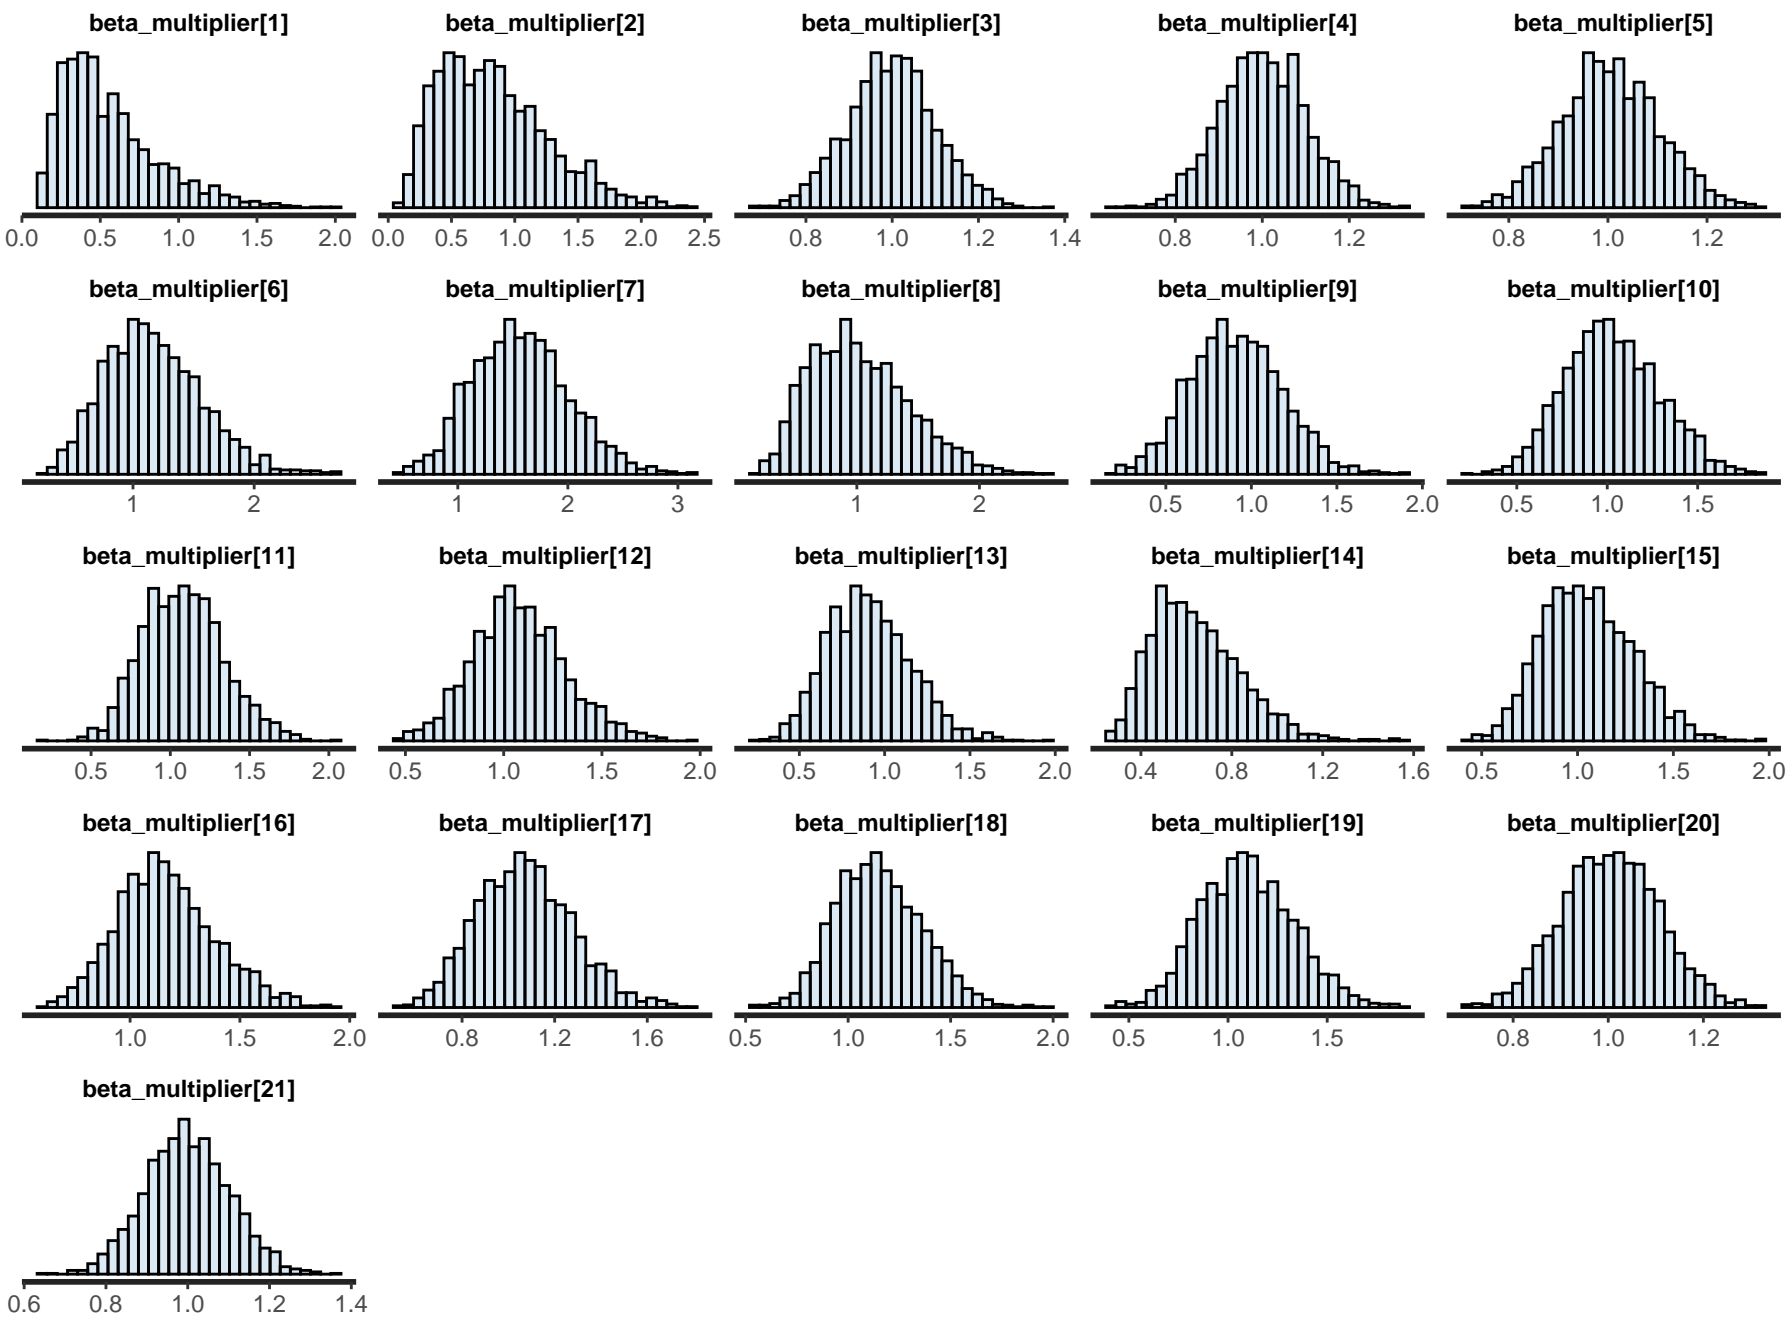 beta_multiplier[1] beta_multiplier[2] beta_multiplier[3] beta_multiplier[4] beta_multiplier[5]
0.0 0.5 1.0 1.5 2.0 0.0 0.5 1.0 1.5 2.0 2.5 0.8 1.0 1.2 1.4 0.8 1.0 1.2 0.8 1.0 1.2
beta_multiplier[6] beta_multiplier[7] beta_multiplier[8] beta_multiplier[9] beta_multiplier[10]
1 2 1 2 3 1 2 0.5 1.0 1.5 2.0 0.5 1.0 1.5
beta_multiplier[11] beta_multiplier[12] beta_multiplier[13] beta_multiplier[14] beta_multiplier[15]
0.5 1.0 1.5 2.0 0.5 1.0 1.5 2.0 0.5 1.0 1.5 2.0 0.4 0.8 1.2 1.6 0.5 1.0 1.5 2.0
beta_multiplier[16] beta_multiplier[17] beta_multiplier[18] beta_multiplier[19] beta_multiplier[20]
1.0 1.5 2.0 0.8 1.2 1.6 0.5 1.0 1.5 2.0 0.5 1.0 1.5 0.8 1.0 1.2
beta_multiplier[21]
0.6 0.8 1.0 1.2 1.4